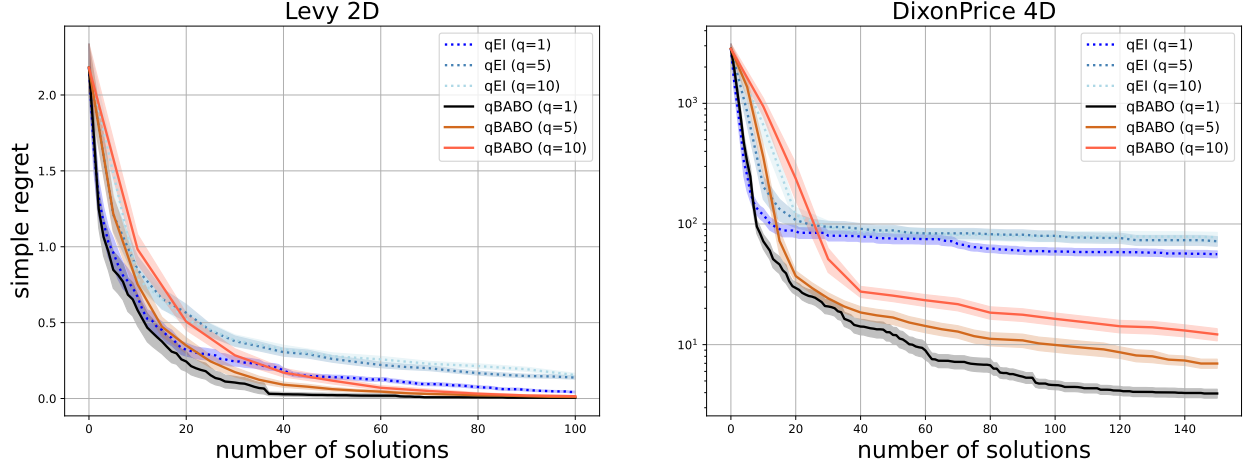 Levy 2D
simple regret
2.0
1.5
1.0
0.5
0.0
0
20
40
60
80
100
number of solutions
qEI (q=1)
qEI (q=5)
qEI (q=10)
qBABO (q=1)
qBABO (q=5)
qBABO (q=10)
DixonPrice 4D
10³
10²
10¹
0
20
40
60
80
100
120
140
number of solutions
qEI (q=1)
qEI (q=5)
qEI (q=10)
qBABO (q=1)
qBABO (q=5)
qBABO (q=10)